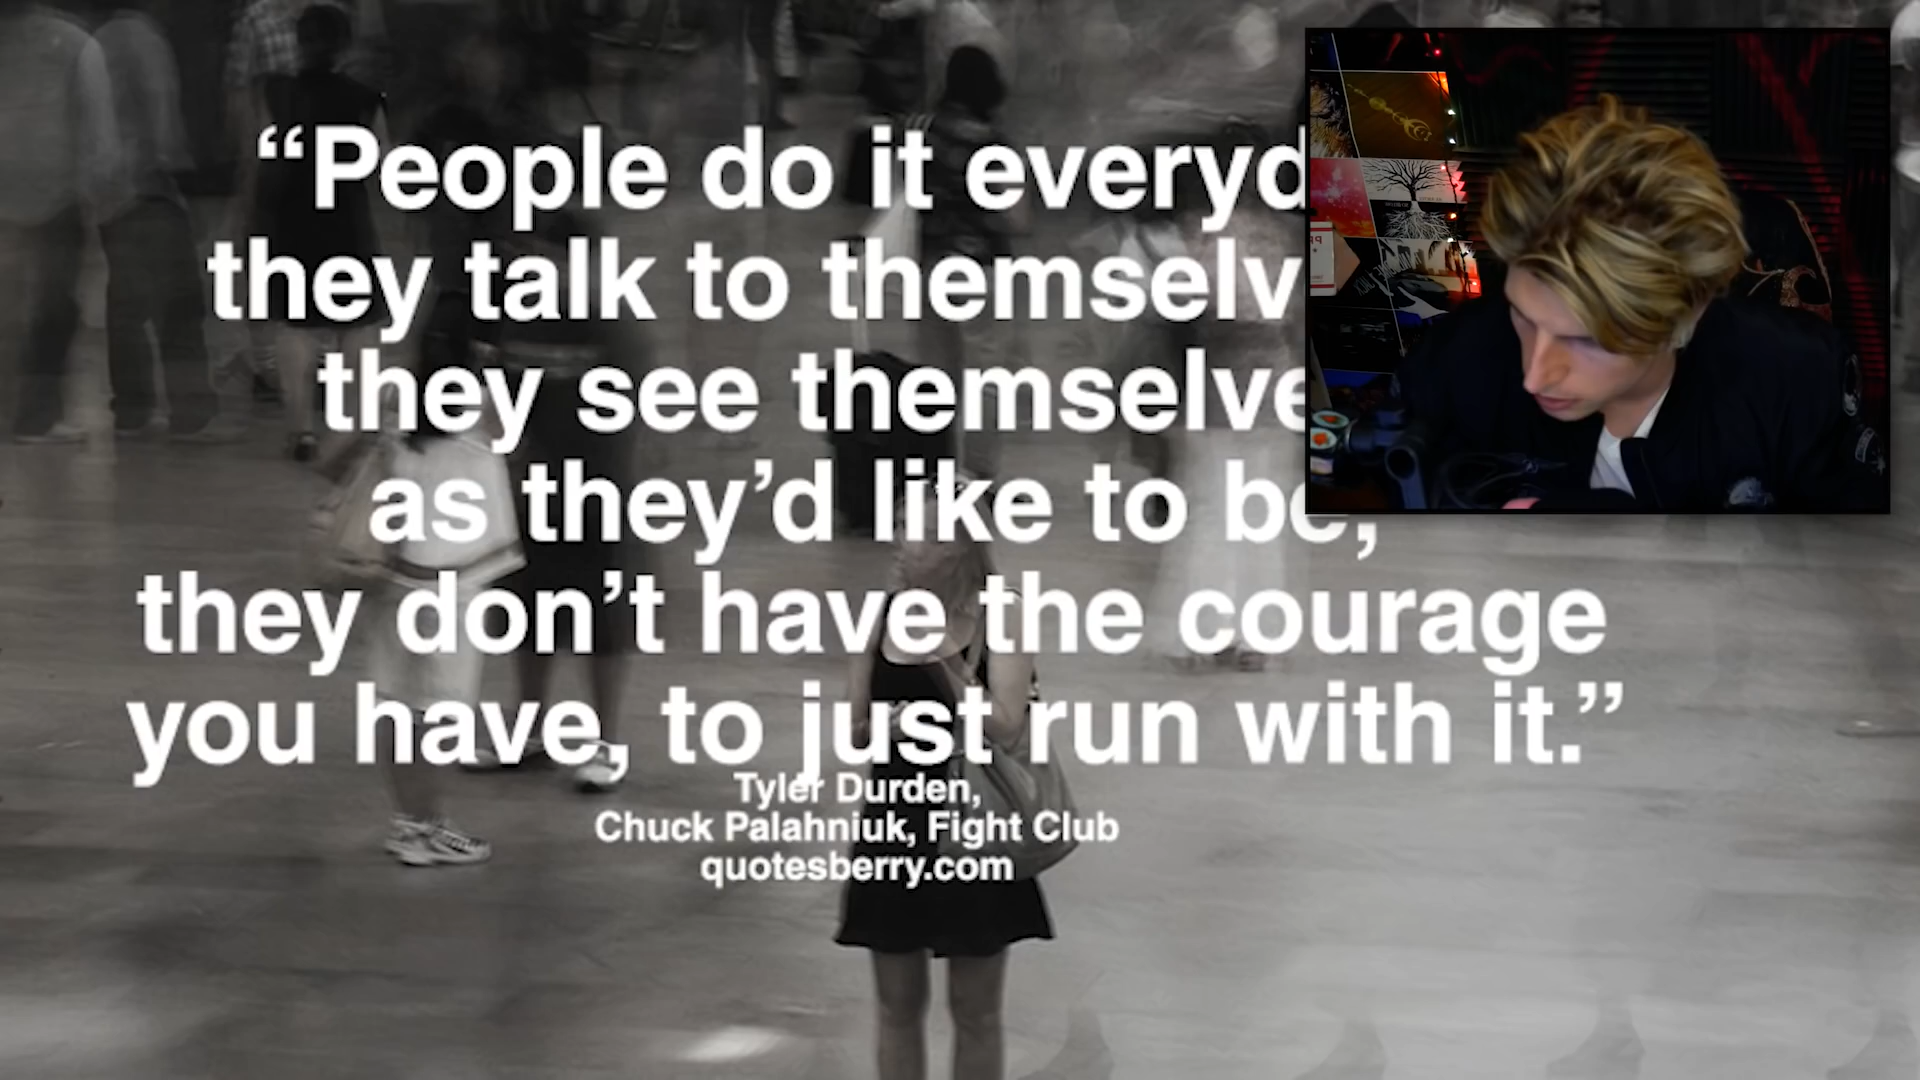 “People do it everyd
they talk to themselv
they see themselve
as they’d like to be,
they don’t have the courage
you have, to just run with it.”
Tyler Durden,
Chuck Palahniuk, Fight Club
quotesberry.com